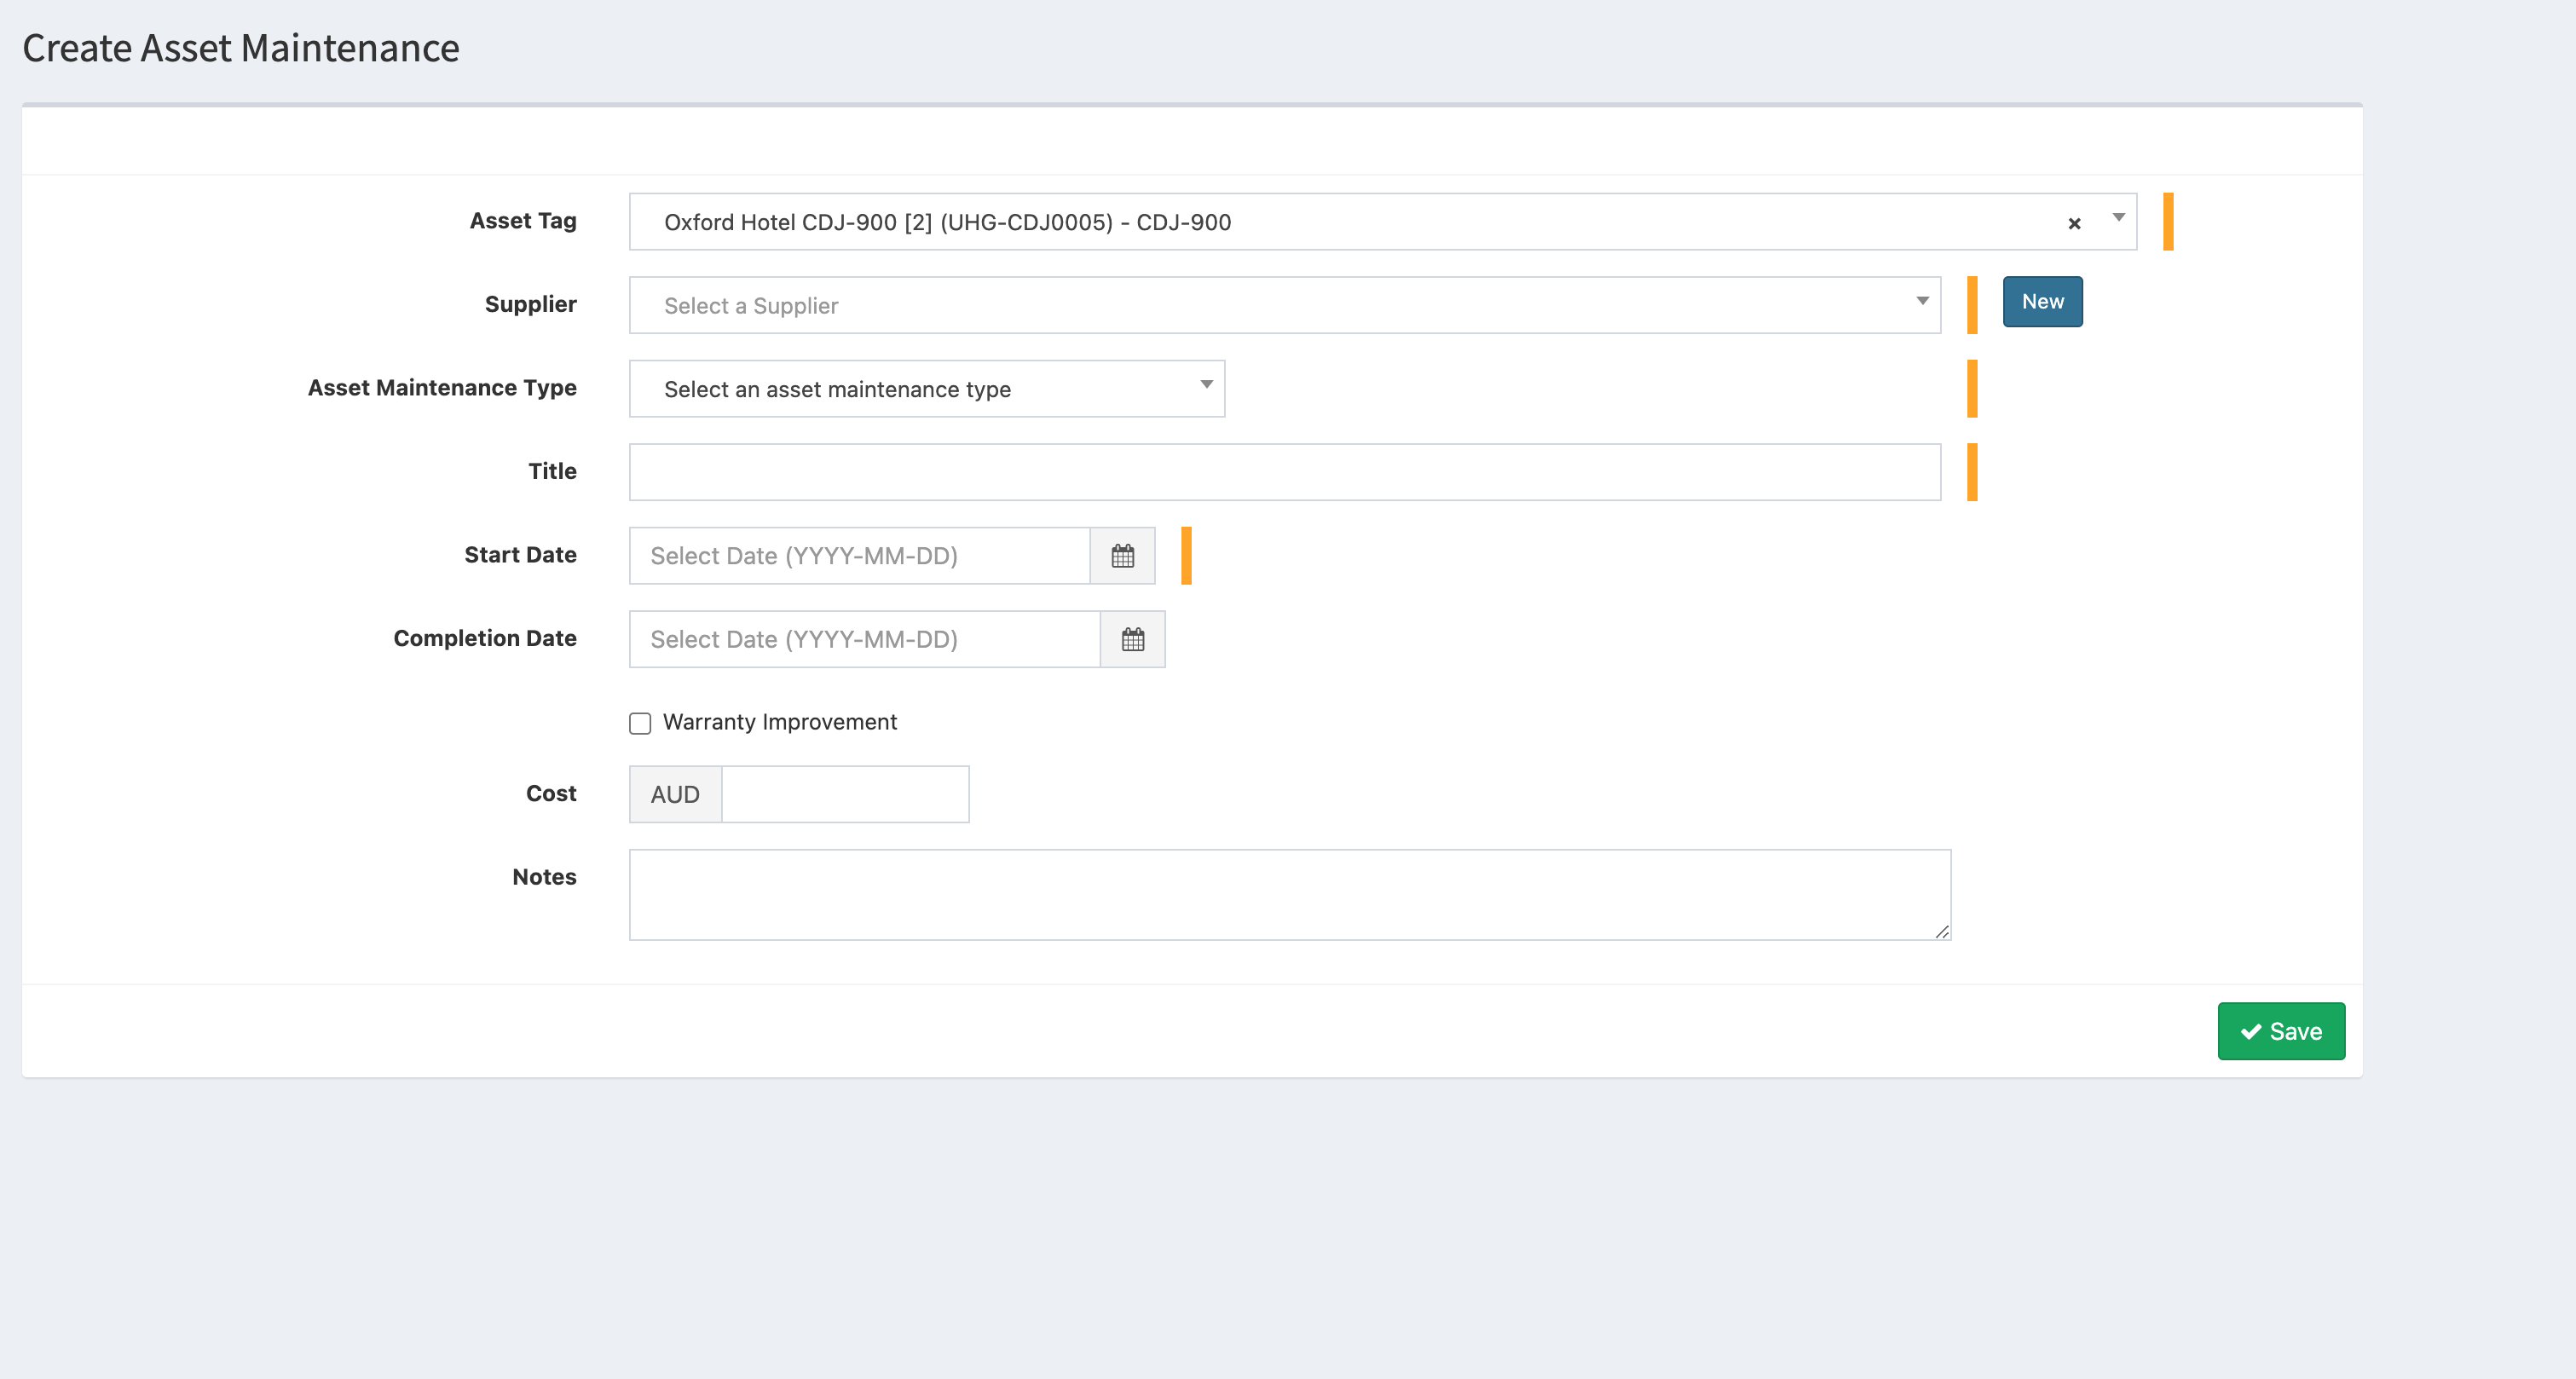 Create Asset Maintenance
Asset Tag
Oxford Hotel CDJ-900 [2] (UHG-CDJ0005) - CDJ-900
×
Supplier
Select a Supplier
New
Asset Maintenance Type
Select an asset maintenance type
Title
Start Date
Select Date (YYYY-MM-DD)
Completion Date
Select Date (YYYY-MM-DD)
Warranty Improvement
Cost
AUD
Notes
Save